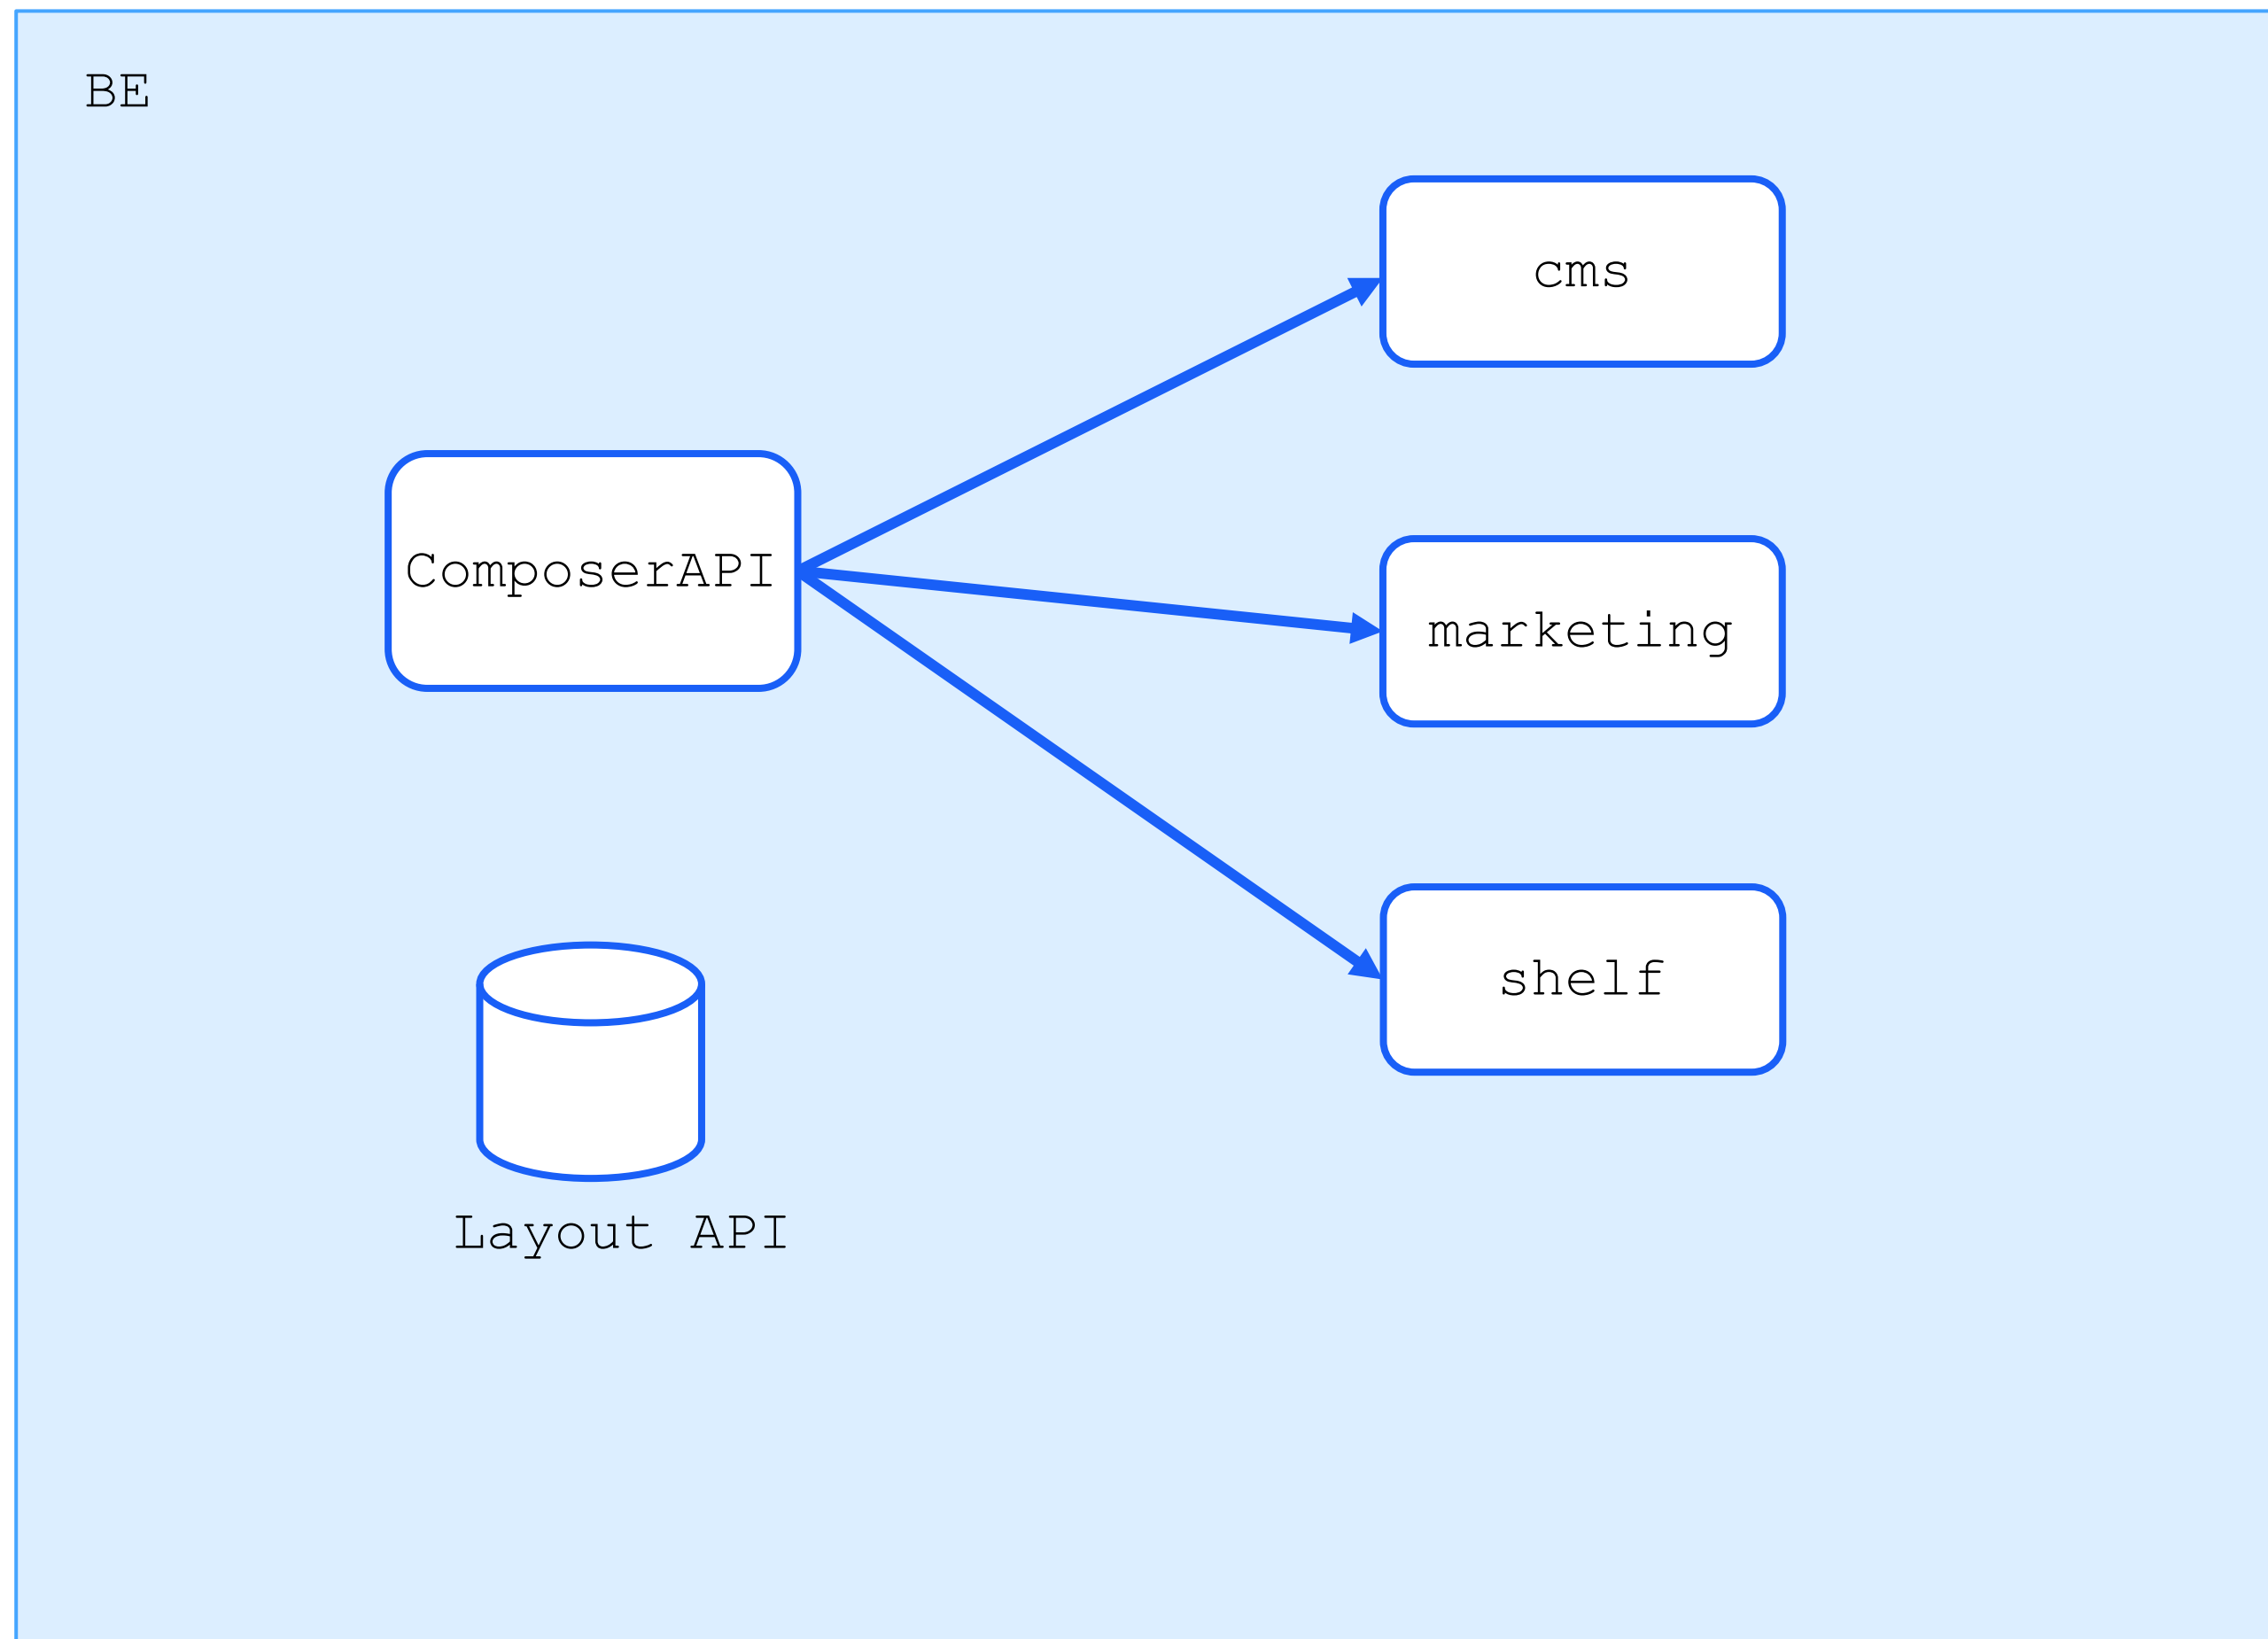 BE
cms
ComposerAPI
marketing
shelf
Layout API